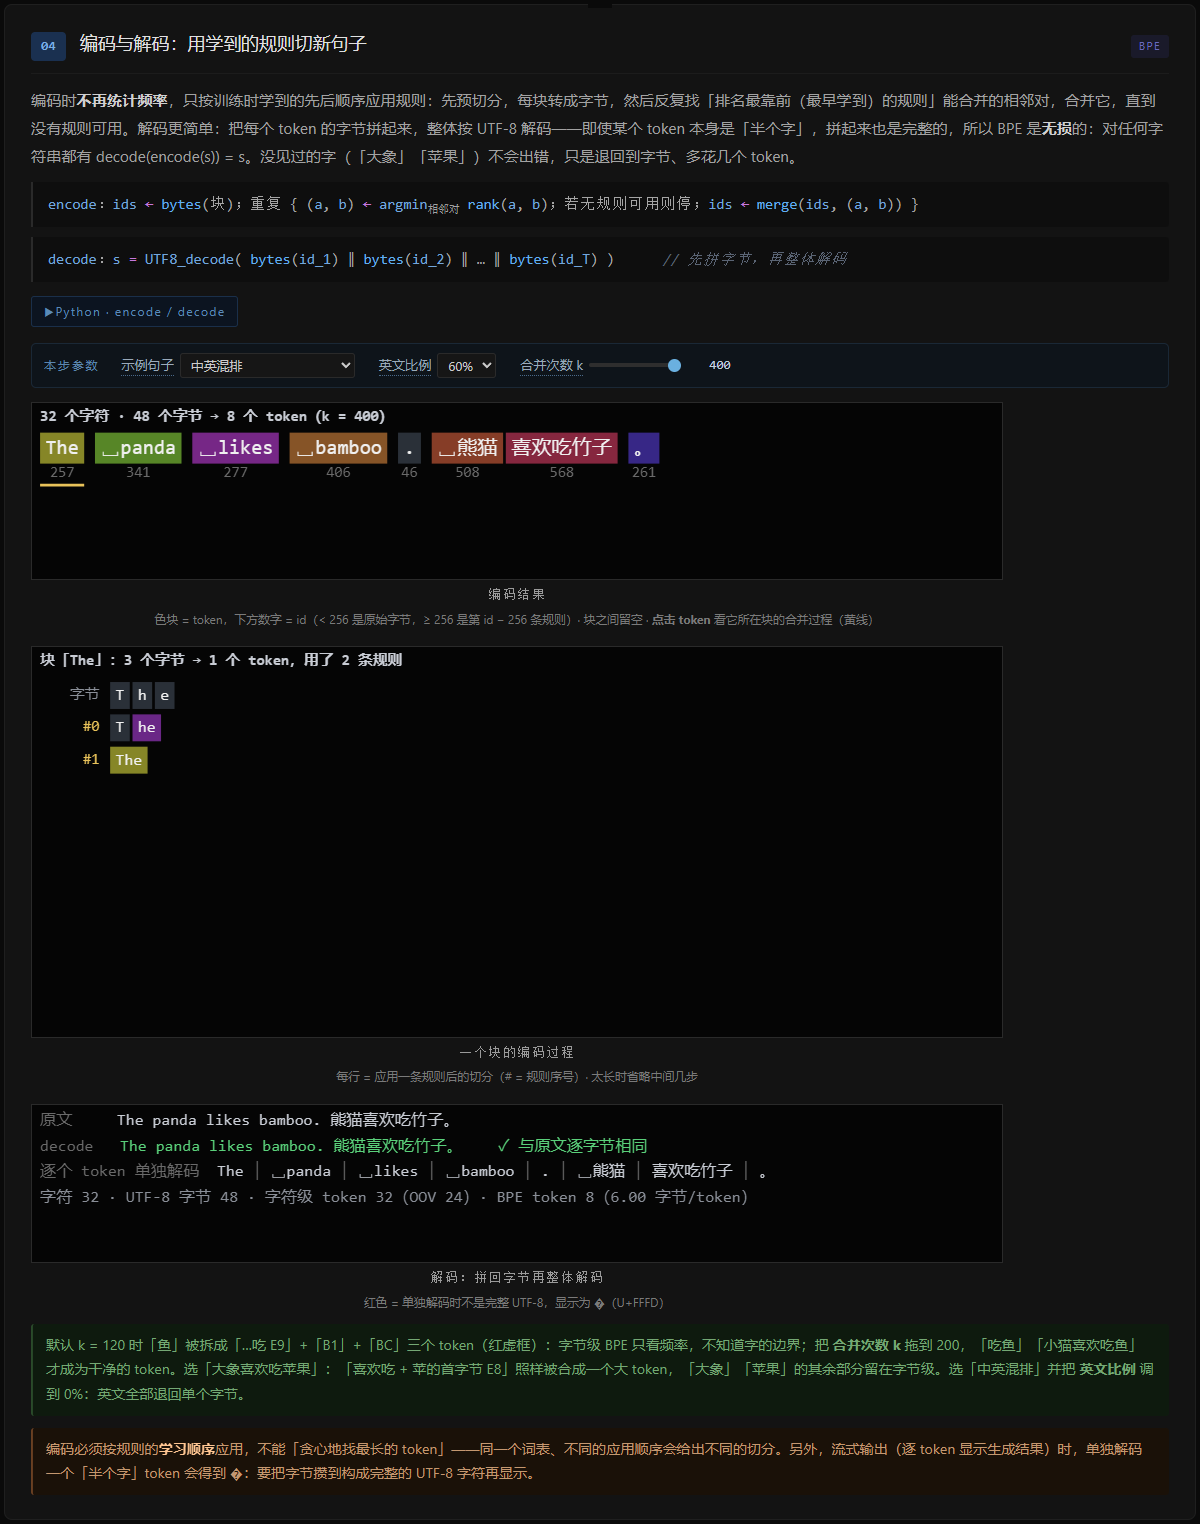 04 编码与解码：用学到的规则切新句子 BPE
编码时不再统计频率，只按训练时学到的先后顺序应用规则：先预切分，每块转成字节，然后反复找「排名最靠前（最早学到）的规则」能合并的相邻对，合并它，直到
没有规则可用。解码更简单：把每个 token 的字节拼起来，整体按 UTF-8 解码——即使某个 token 本身是「半个字」，拼起来也是完整的，所以 BPE 是无损的：对任何字
符串都有 decode(encode(s)) = s。没见过的字（「大象」「苹果」）不会出错，只是退回到字节、多花几个 token。
encode：ids ← bytes(块)；重复 { (a, b) ← argmin相邻对 rank(a, b)；若无规则可用则停；ids ← merge(ids, (a, b)) }
decode：s = UTF8_decode( bytes(id_1) ‖ bytes(id_2) ‖ … ‖ bytes(id_T) ) // 先拼字节，再整体解码
▶Python · encode / decode
本步参数 示例句子 中英混排 英文比例 60% 合并次数 k 400
32 个字符 · 48 个字节 → 8 个 token (k = 400)
The ␣panda ␣likes ␣bamboo . ␣熊猫 喜欢吃竹子 。
257 341 277 406 46 508 568 261
编码结果
色块 = token，下方数字 = id（< 256 是原始字节，≥ 256 是第 id − 256 条规则）· 块之间留空 · 点击 token 看它所在块的合并过程（黄线）
块「The」: 3 个字节 → 1 个 token，用了 2 条规则
字节 T h e
#0 T he
#1 The
一个块的编码过程
每行 = 应用一条规则后的切分（# = 规则序号）· 太长时省略中间几步
原文 The panda likes bamboo. 熊猫喜欢吃竹子。
decode The panda likes bamboo. 熊猫喜欢吃竹子。 ✓ 与原文逐字节相同
逐个 token 单独解码 The │ ␣panda │ ␣likes │ ␣bamboo │ . │ ␣熊猫 │ 喜欢吃竹子 │ 。
字符 32 · UTF-8 字节 48 · 字符级 token 32 (OOV 24) · BPE token 8 (6.00 字节/token)
解码：拼回字节再整体解码
红色 = 单独解码时不是完整 UTF-8，显示为 �（U+FFFD）
默认 k = 120 时「鱼」被拆成「…吃 E9」+「B1」+「BC」三个 token（红虚框）：字节级 BPE 只看频率，不知道字的边界；把 合并次数 k 拖到 200，「吃鱼」「小猫喜欢吃鱼」
才成为干净的 token。选「大象喜欢吃苹果」：「喜欢吃 + 苹的首字节 E8」照样被合成一个大 token，「大象」「苹果」的其余部分留在字节级。选「中英混排」并把 英文比例 调
到 0%：英文全部退回单个字节。
编码必须按规则的学习顺序应用，不能「贪心地找最长的 token」——同一个词表、不同的应用顺序会给出不同的切分。另外，流式输出（逐 token 显示生成结果）时，单独解码
一个「半个字」token 会得到 �：要把字节攒到构成完整的 UTF-8 字符再显示。